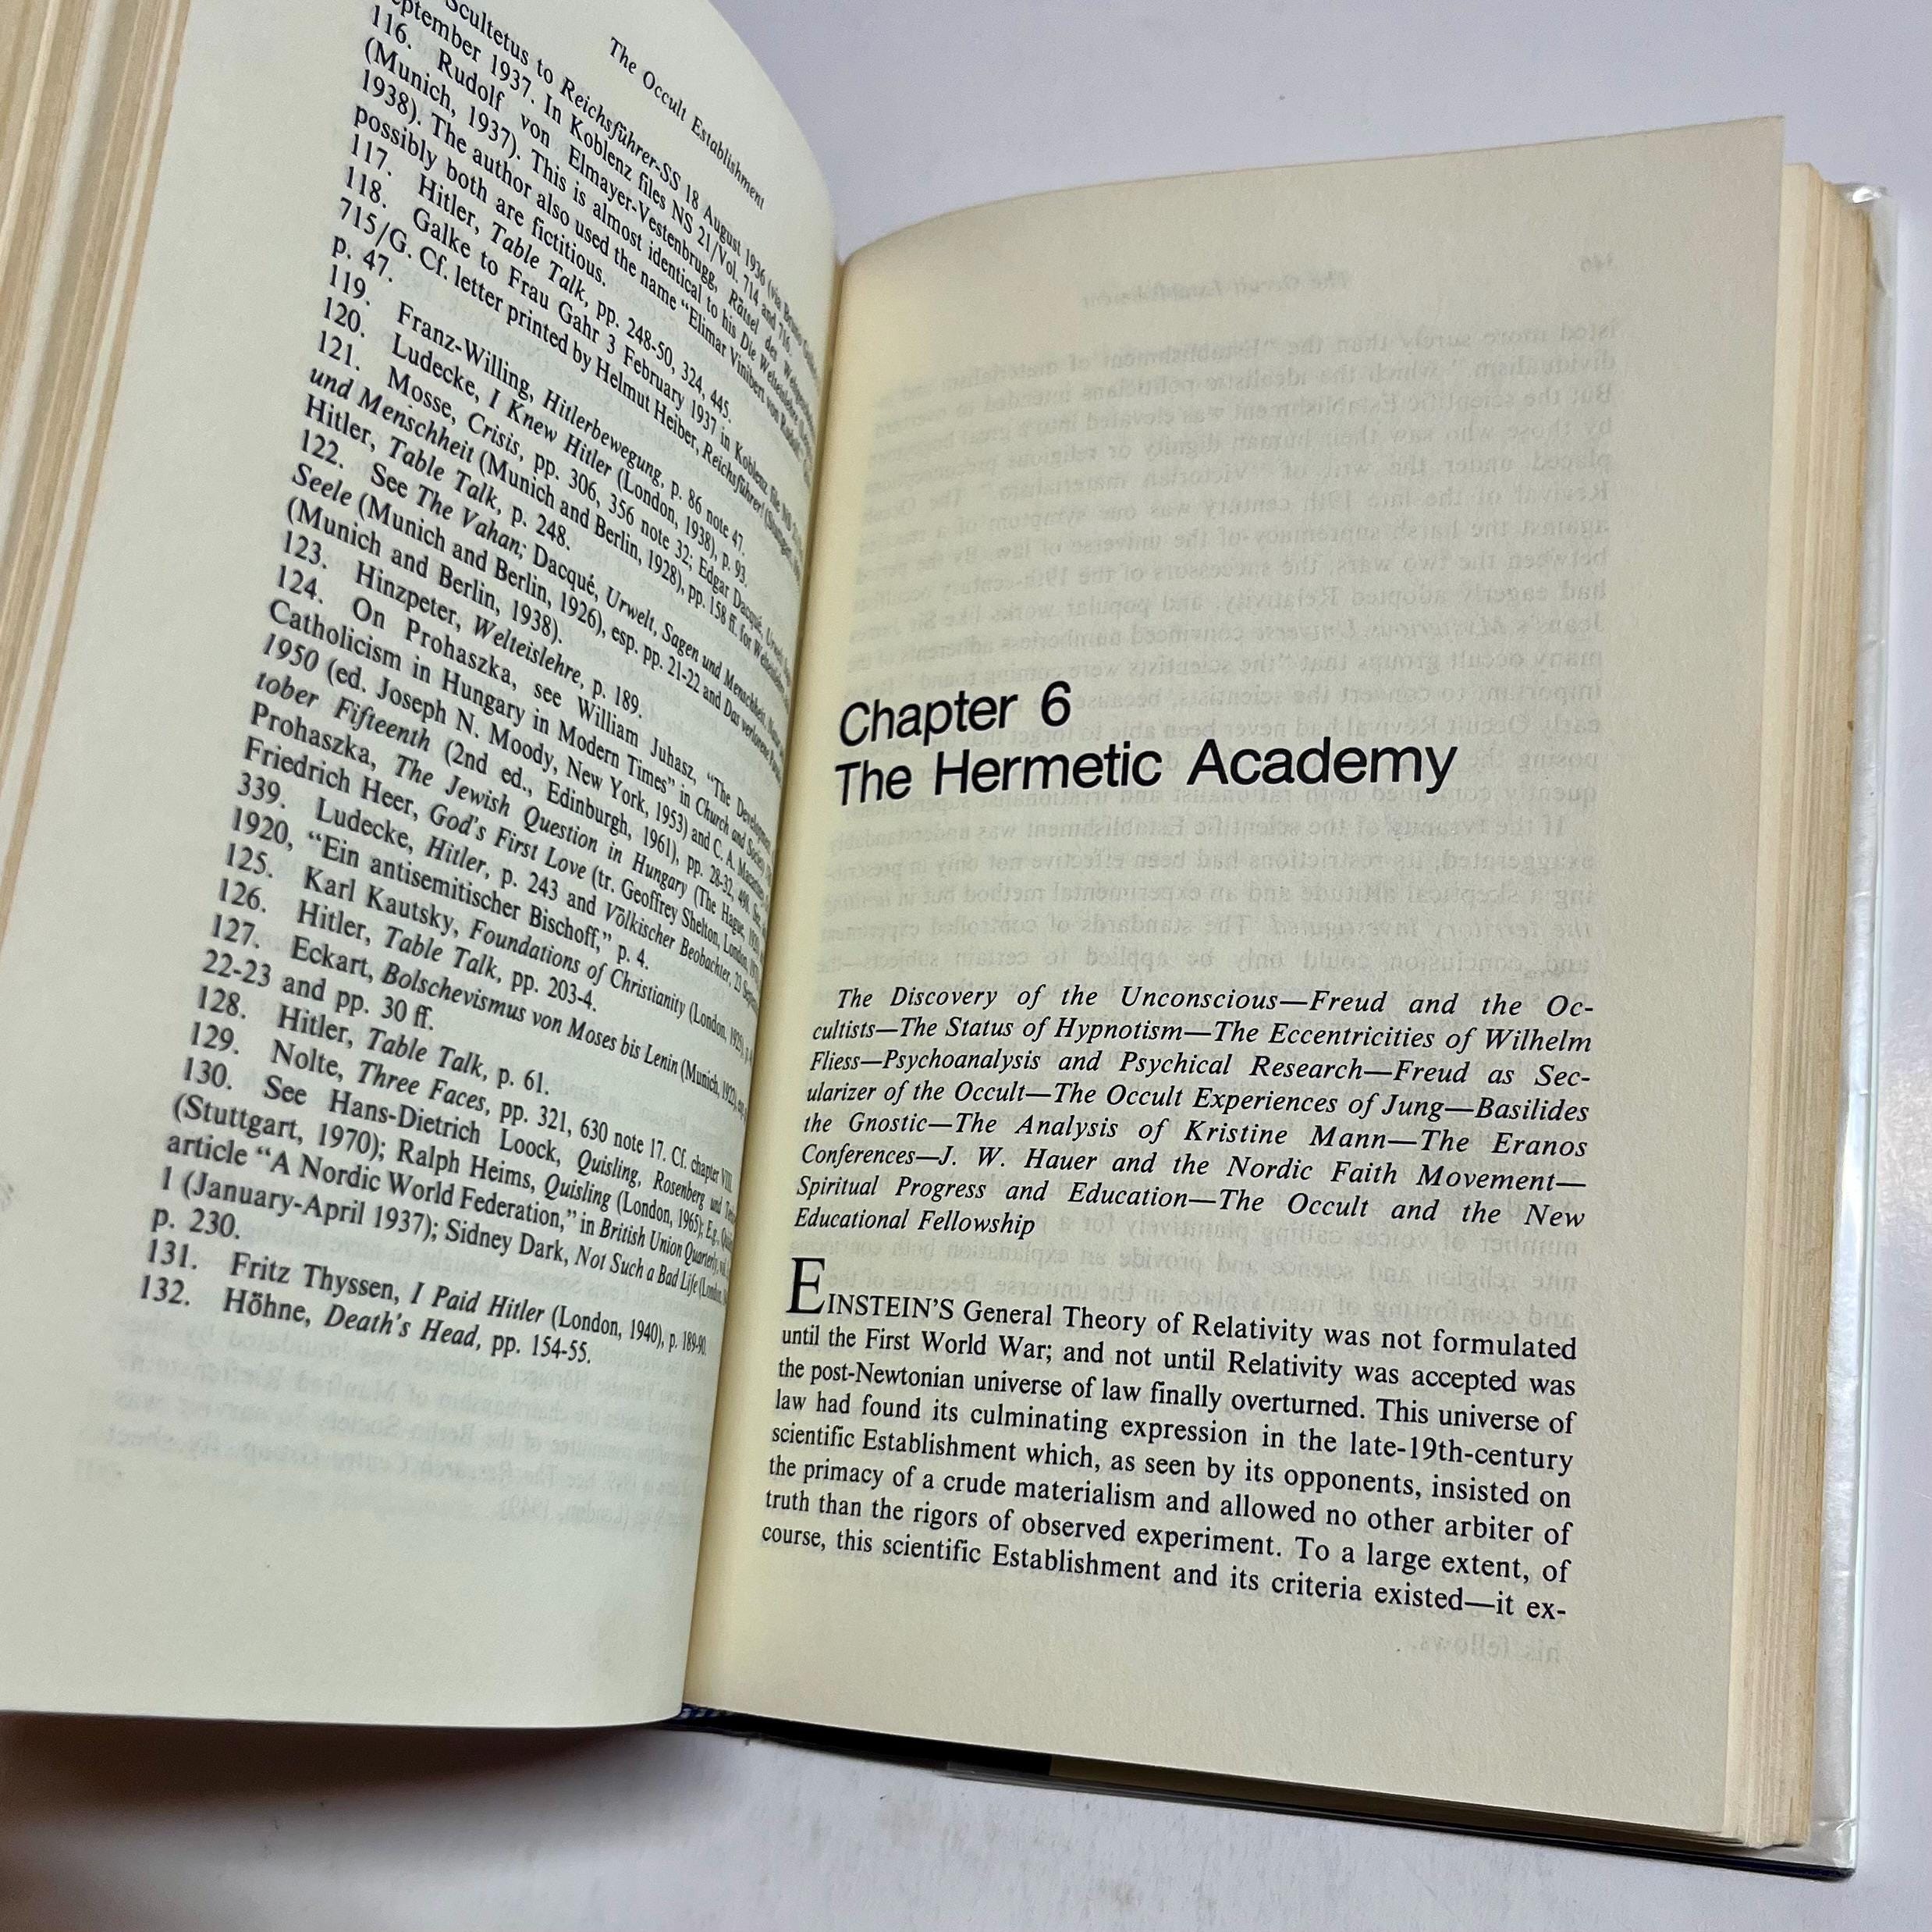 The Occult Establishment
Scultetus to Reichsführer-SS 18 August 1936 (via Bruno
September 1937. In Koblenz files NS 21/Vol. 714 and 716.
116. Rudolf von Elmayer-Vestenbrugg, Rätsel des
(Munich, 1937). This is almost identical to his Die
1938). The author also used the name "Elimar Vinibert von Rudolf."
possibly both are fictitious.
117. Hitler, Table Talk, pp. 248-50, 324, 445.
118. Galke to Frau Gahr 3 February 1937 in Koblenz file NS
715/G. Cf. letter printed by Helmut Heiber, Reichsführer! (Stuttgart,
p. 47.
119. Franz-Willing, Hitlerbewegung, p. 86 note 47.
120. Ludecke, I Knew Hitler (London, 1938), p. 93.
121. Mosse, Crisis, pp. 306, 356 note 32; Edgar Dacqué,
und Menschheit (Munich and Berlin, 1928), pp. 158 ff. for
Hitler, Table Talk, p. 248.
122. See The Vahan; Dacqué, Urwelt, Sagen und Menschheit,
Seele (Munich and Berlin, 1926), esp. pp. 21-22 and Das verlorene
(Munich and Berlin, 1938).
123. Hinzpeter, Welteislehre, p. 189.
124. On Prohaszka, see William Juhasz, "The Development
Catholicism in Hungary in Modern Times" in Church and Society
1950 (ed. Joseph N. Moody, New York, 1953) and C. A. Macartney,
tober Fifteenth (2nd ed., Edinburgh, 1961), pp. 28-32,
Prohaszka, The Jewish Question in Hungary (The Hague,
Friedrich Heer, God's First Love (tr. Geoffrey Shelton, London,
339. Ludecke, Hitler, p. 243 and Völkischer Beobachter, 23
1920, "Ein antisemitischer Bischoff," p. 4.
125. Karl Kautsky, Foundations of Christianity (London, 1925),
126. Hitler, Table Talk, pp. 203-4.
127. Eckart, Bolschevismus von Moses bis Lenin (Munich,
22-23 and pp. 30 ff.
128. Hitler, Table Talk, p. 61.
129. Nolte, Three Faces, pp. 321, 630 note 17. Cf. chapter VIII.
130. See Hans-Dietrich Loock, Quisling, Rosenberg und
(Stuttgart, 1970); Ralph Heims, Quisling (London, 1965); E.g.,
article "A Nordic World Federation," in British Union Quarterly, vol.
1 (January-April 1937); Sidney Dark, Not Such a Bad Life (London,
p. 230.
131. Fritz Thyssen, I Paid Hitler (London, 1940), p. 189-90.
132. Höhne, Death's Head, pp. 154-55.
Chapter 6
The Hermetic Academy
The Discovery of the Unconscious—Freud and the Oc-
cultists—The Status of Hypnotism—The Eccentricities of Wilhelm
Fliess—Psychoanalysis and Psychical Research—Freud as Sec-
ularizer of the Occult—The Occult Experiences of Jung—Basilides
the Gnostic—The Analysis of Kristine Mann—The Eranos
Conferences—J. W. Hauer and the Nordic Faith Movement—
Spiritual Progress and Education—The Occult and the New
Educational Fellowship
EINSTEIN'S General Theory of Relativity was not formulated
until the First World War; and not until Relativity was accepted was
the post-Newtonian universe of law finally overturned. This universe of
law had found its culminating expression in the late-19th-century
scientific Establishment which, as seen by its opponents, insisted on
the primacy of a crude materialism and allowed no other arbiter of
truth than the rigors of observed experiment. To a large extent, of
course, this scientific Establishment and its criteria existed—it ex-